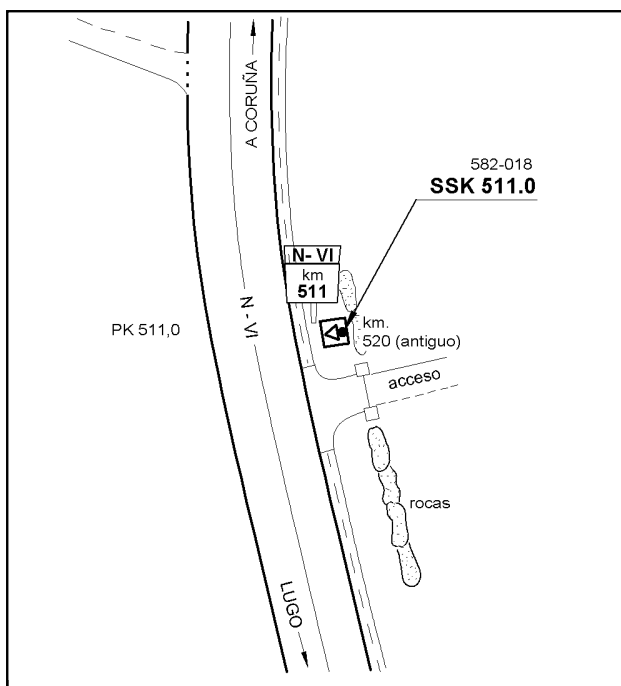 A CORUÑA
582-018
SSK 511.0
N- VI
km
511
N - VI
PK 511,0
km.
520 (antiguo)
acceso
rocas
LUGO